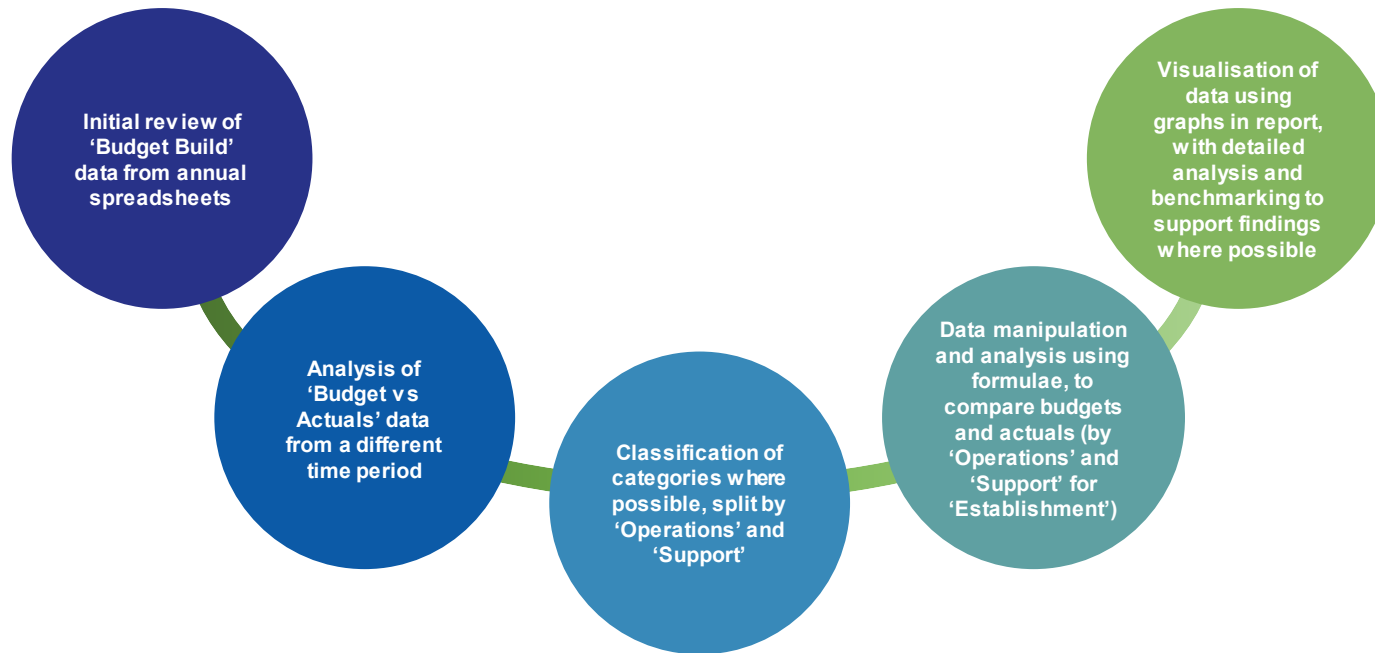 Initial review of
‘Budget Build’
data from annual
spreadsheets
Analysis of
‘Budget vs
Actuals’ data
from a different
time period
Classification of
categories where
possible, split by
‘Operations’ and
‘Support’
Data manipulation
and analysis using
formulae, to
compare budgets
and actuals (by
‘Operations’ and
‘Support’ for
‘Establishment’)
Visualisation of
data using
graphs in report,
with detailed
analysis and
benchmarking to
support findings
where possible